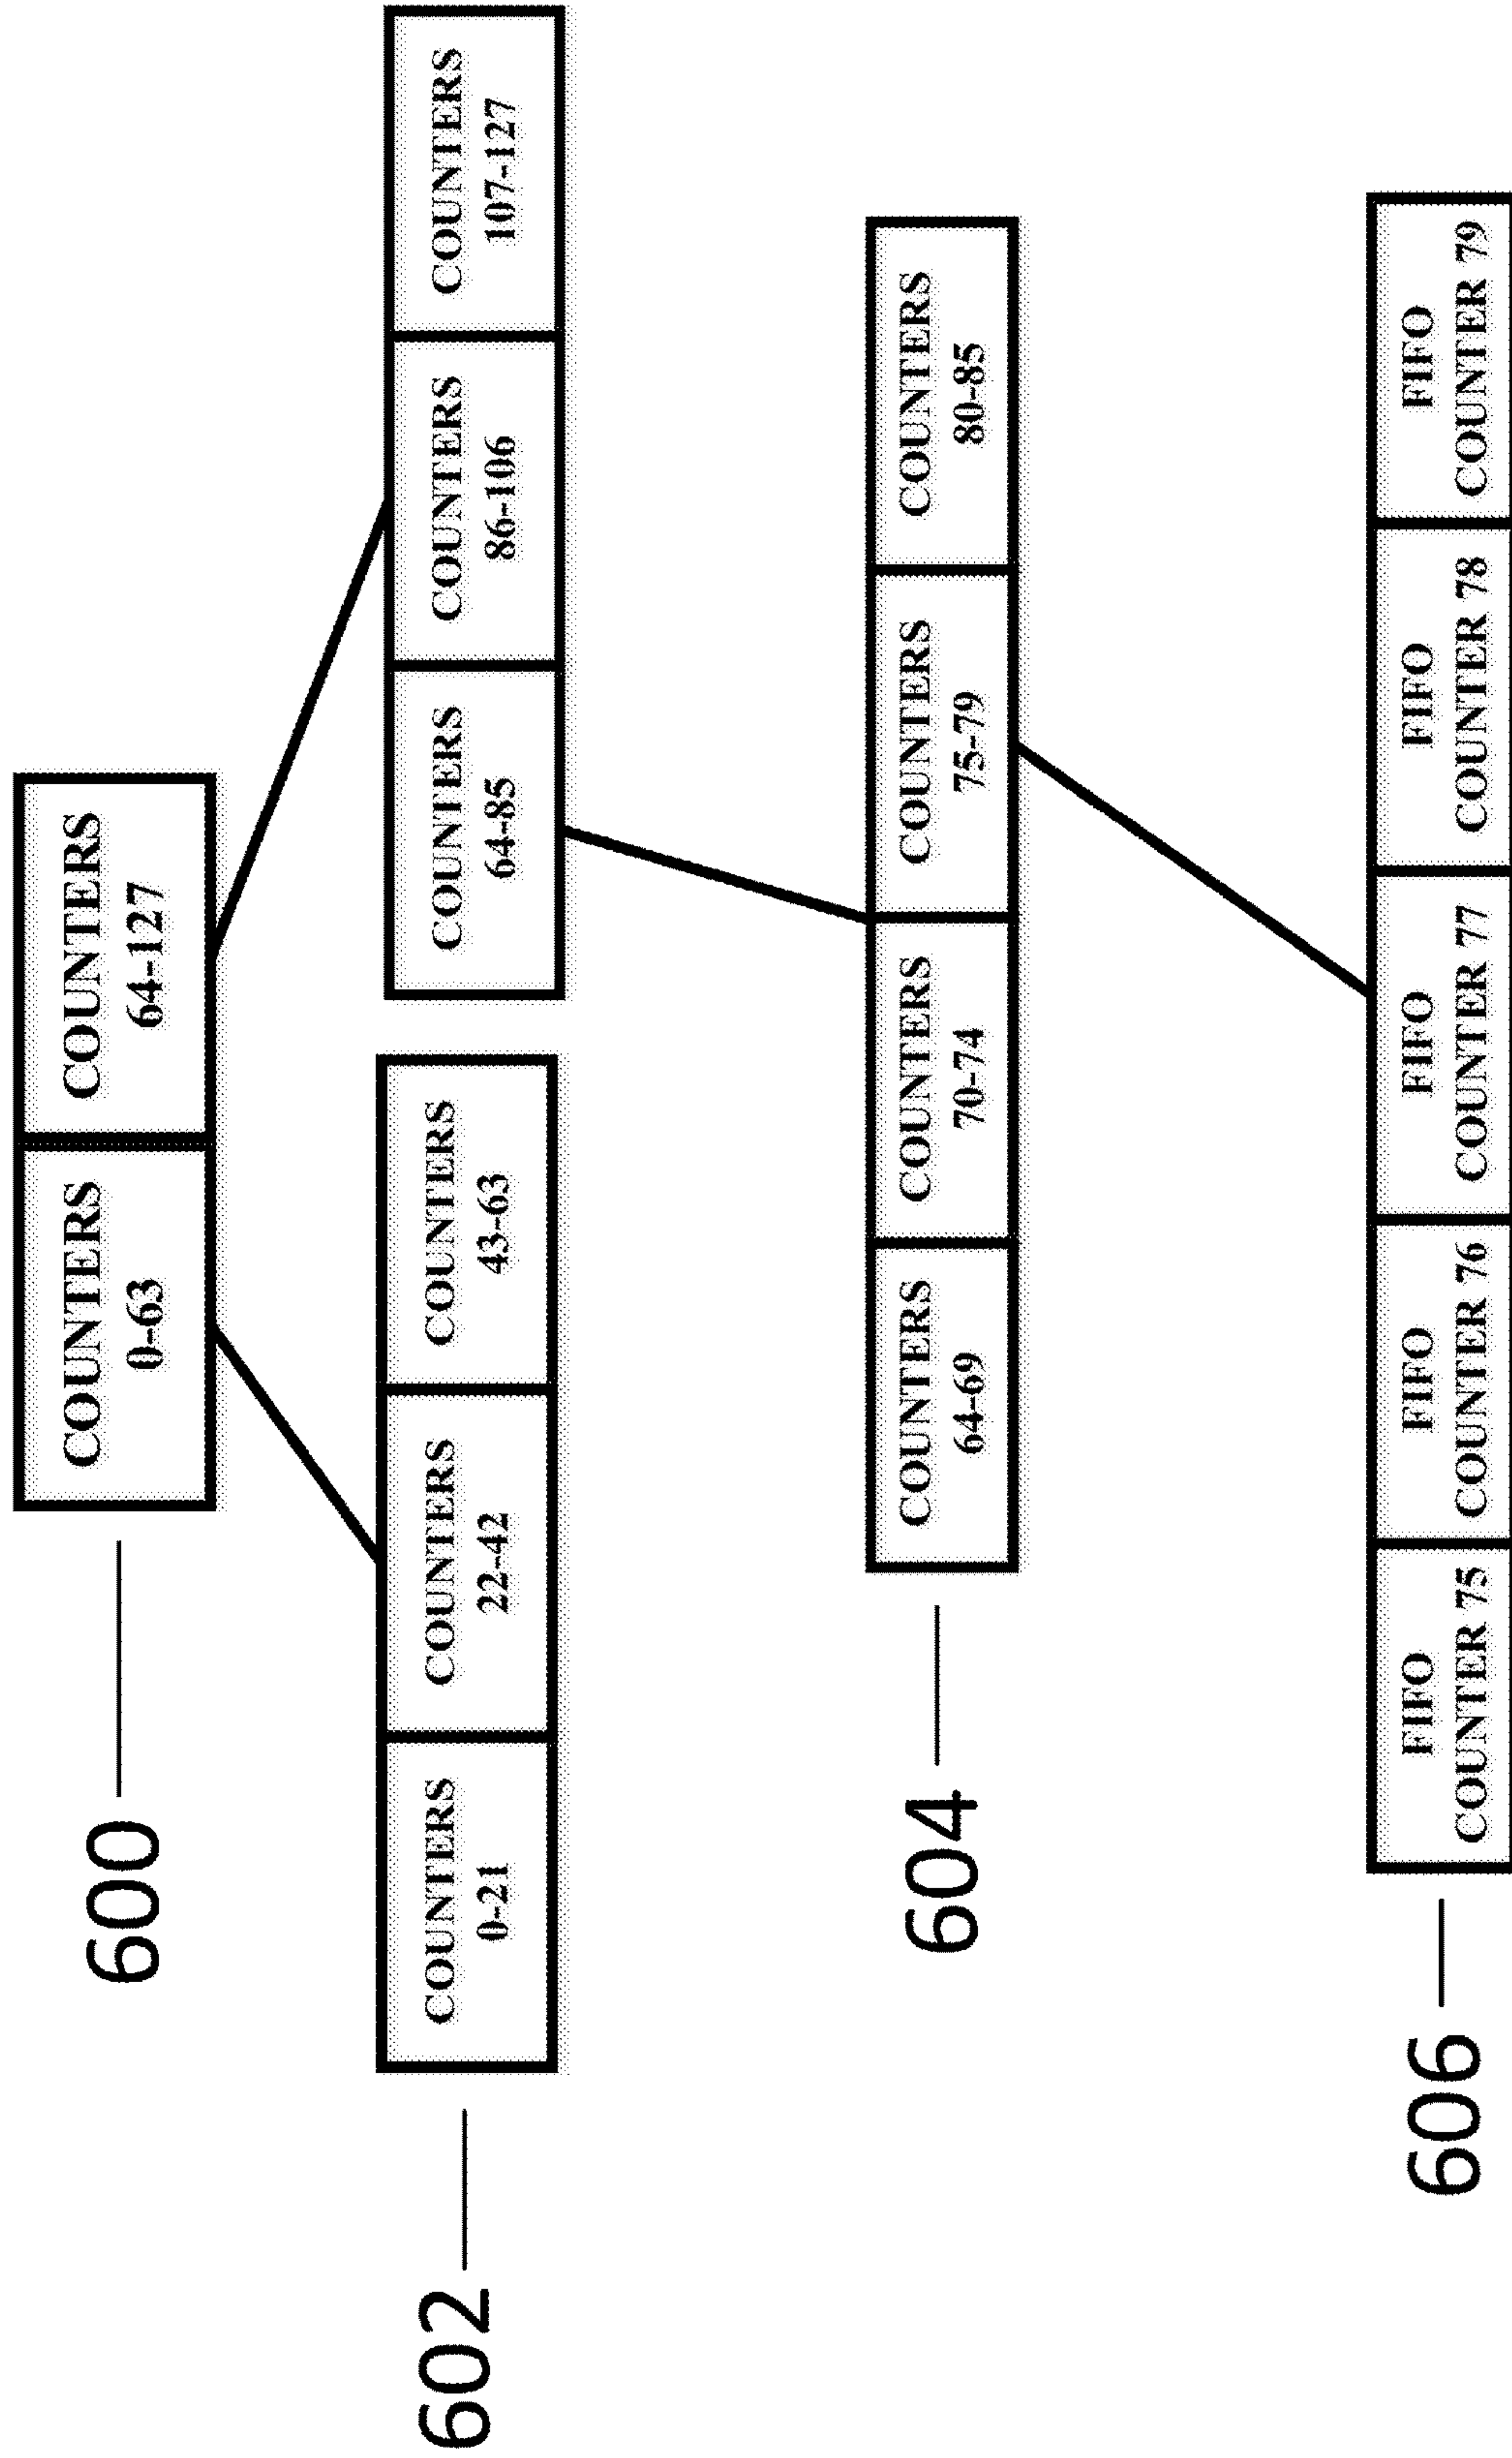 600
COUNTERS
0-63
COUNTERS
64-127
602
COUNTERS
0-21
COUNTERS
22-42
COUNTERS
43-63
COUNTERS
64-85
COUNTERS
86-106
COUNTERS
107-127
604
COUNTERS
64-69
COUNTERS
70-74
COUNTERS
75-79
COUNTERS
80-85
606
FIFO
COUNTER 75
FIFO
COUNTER 76
FIFO
COUNTER 77
FIFO
COUNTER 78
FIFO
COUNTER 79